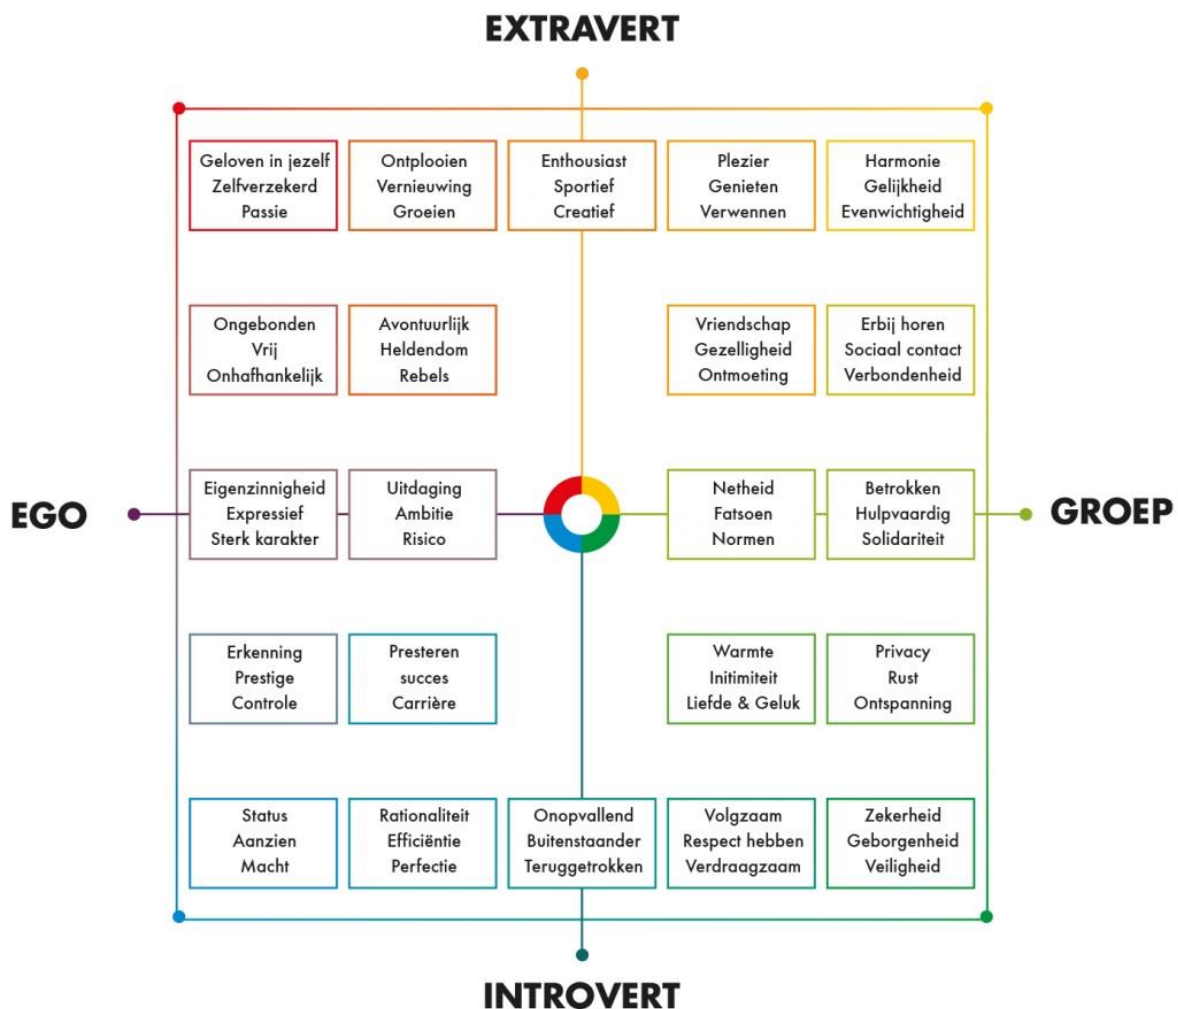 EXTRAVERT
Geloven in jezelf
Zelfverzekerd
Passie
Ontplooien
Vernieuwing
Groeien
Enthousiast
Sportief
Creatief
Plezier
Genieten
Verwennen
Harmonie
Gelijkheid
Evenwichtigheid
Ongebonden
Vrij
Onhafhankelijk
Avontuurlijk
Heldendom
Rebels
Vriendschap
Gezelligheid
Ontmoeting
Erbij horen
Sociaal contact
Verbondenheid
EGO
Eigenzinnigheid
Expressief
Sterk karakter
Uitdaging
Ambitie
Risico
Netheid
Fatsoen
Normen
Betrokken
Hulpvaardig
Solidariteit
GROEP
Erkenning
Prestige
Controle
Presteren
succes
Carrière
Warmte
Initimiteit
Liefde & Geluk
Privacy
Rust
Ontspanning
Status
Aanzien
Macht
Rationaliteit
Efficiëntie
Perfectie
Onopvallend
Buitenstaander
Teruggetrokken
Volgzaam
Respect hebben
Verdraagzaam
Zekerheid
Geborgenheid
Veiligheid
INTROVERT